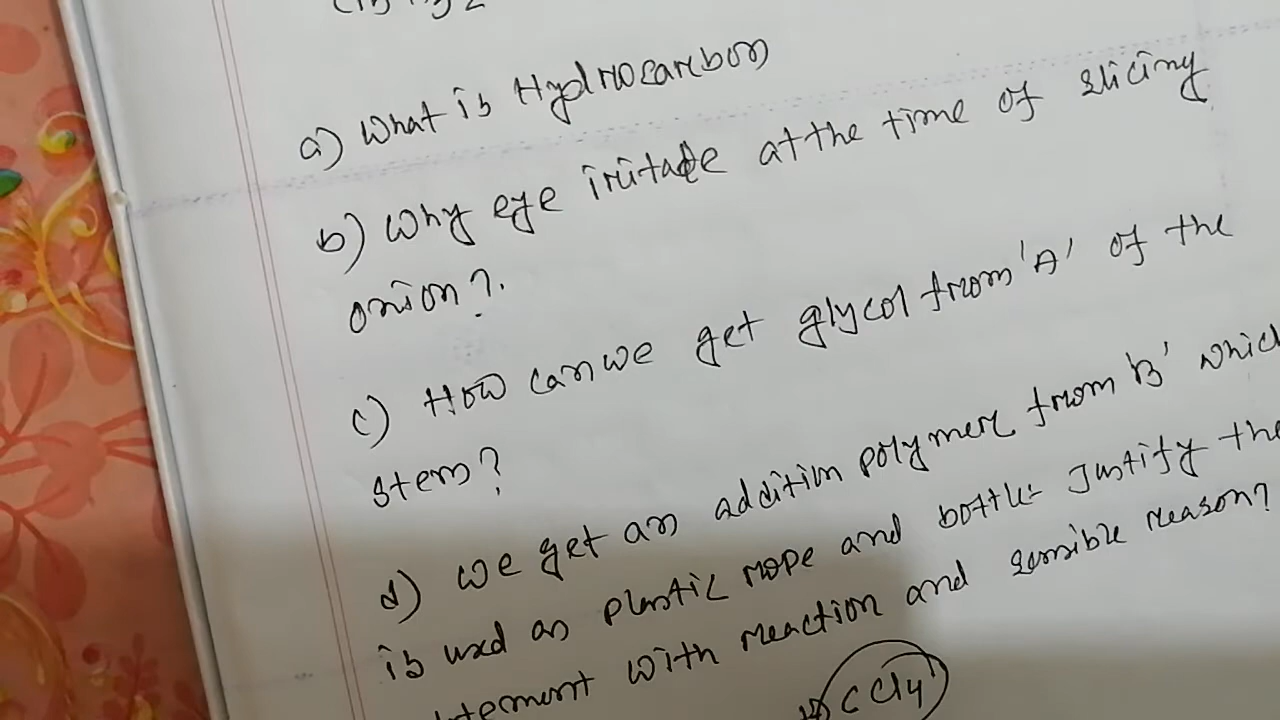 a) What is Hydrocarbon
b) Why eye iritate at the time of slicing
onion?.
c) How can we get glycol from 'A' of the
stem?
d) We get an addition polymer from 'B' which
is used as plastic rope and bottle. Justify the
with reaction and sensible reason?
CCl4